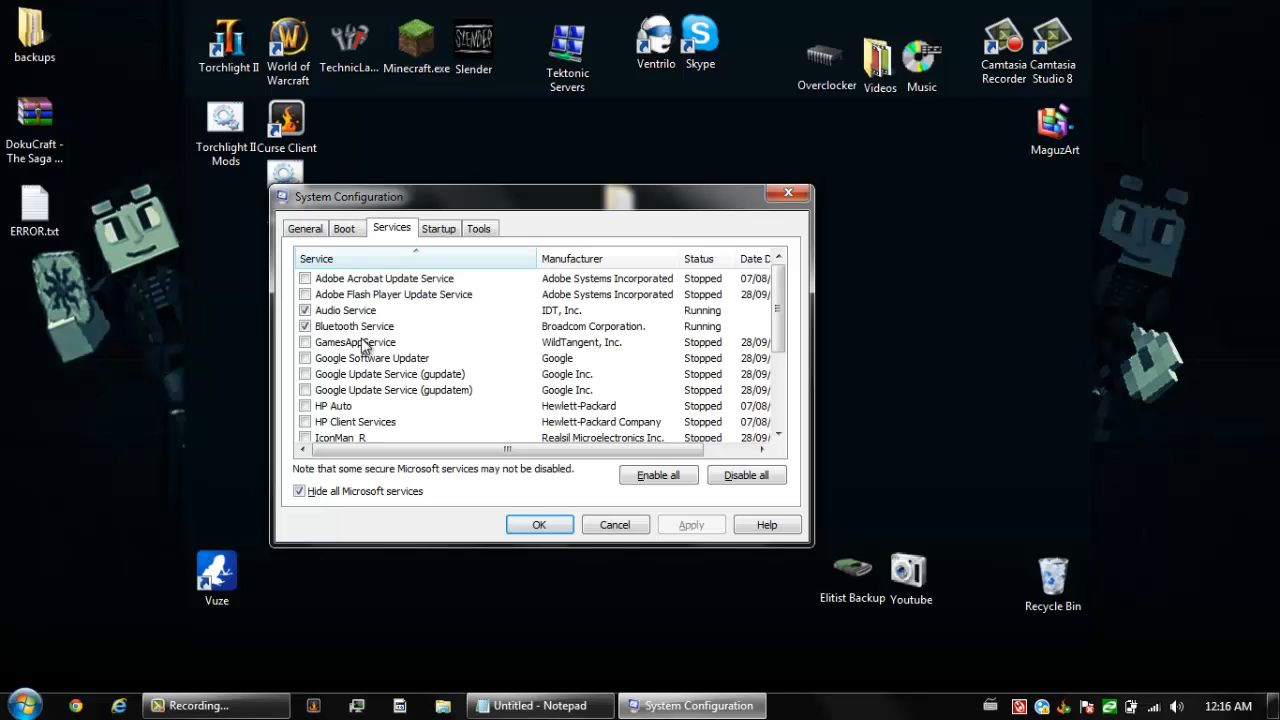 backups
Torchlight II
World of
Warcraft
TechnicLa...
Minecraft.exe
SLENDER
Slender
Tektonic
Servers
Ventrilo
Skype
Overclocker
Videos
Music
Camtasia
Recorder
Camtasia
Studio 8
DokuCraft -
The Saga ...
Torchlight II
Mods
Curse Client
MaguzArt
ERROR.txt
System Configuration
General
Boot
Services
Startup
Tools
Service Manufacturer Status Date D
Adobe Acrobat Update Service Adobe Systems Incorporated Stopped 07/08/
Adobe Flash Player Update Service Adobe Systems Incorporated Stopped 28/09/
Audio Service IDT, Inc. Running
Bluetooth Service Broadcom Corporation. Running
GamesAppService WildTangent, Inc. Stopped 28/09/
Google Software Updater Google Stopped 28/09/
Google Update Service (gupdate) Google Inc. Stopped 28/09/
Google Update Service (gupdatem) Google Inc. Stopped 28/09/
HP Auto Hewlett-Packard Stopped 07/08/
HP Client Services Hewlett-Packard Company Stopped 07/08/
IconMan_R Realsil Microelectronics Inc. Stopped 28/09/
Note that some secure Microsoft services may not be disabled.
Enable all
Disable all
Hide all Microsoft services
OK
Cancel
Apply
Help
Vuze
Elitist Backup
Youtube
Recycle Bin
Recording...
Untitled - Notepad
System Configuration
12:16 AM